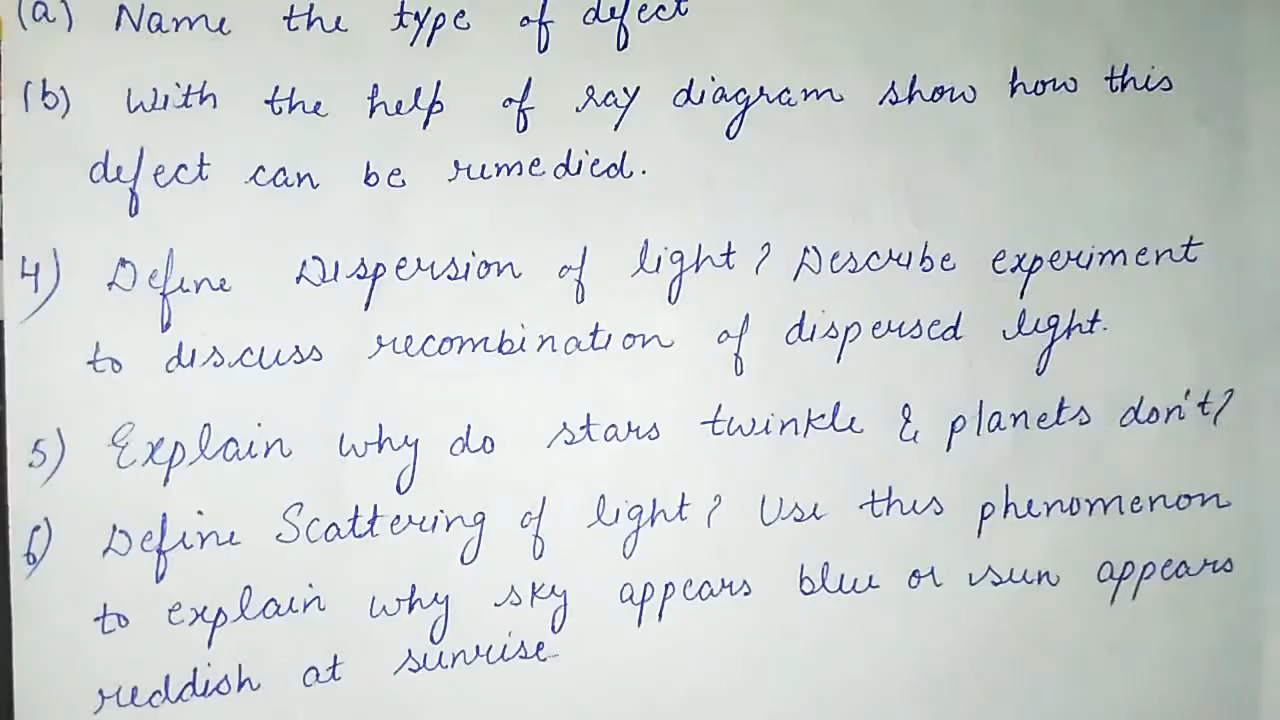 (a) Name the type of defect
(b) With the help of ray diagram show how this
defect can be remedied.
4) Define Dispersion of light? Describe experiment
to discuss recombination of dispersed light.
5) Explain why do stars twinkle & planets don't?
6) Define Scattering of light? Use this phenomenon
to explain why sky appears blue or sun appears
reddish at sunrise